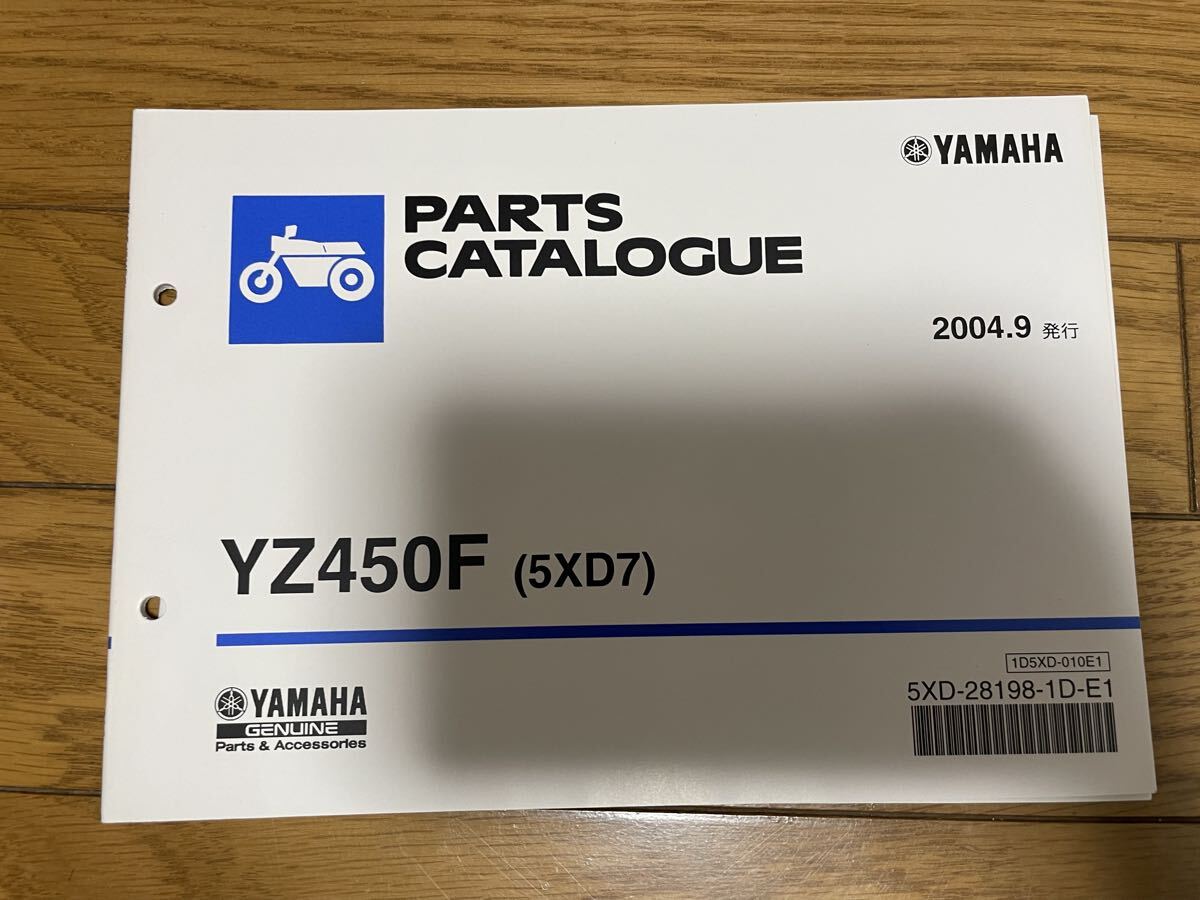 YAMAHA
PARTS
CATALOGUE
2004.9 発行
YZ450F (5XD7)
1D5XD-010E1
5XD-28198-1D-E1
YAMAHA
GENUINE
Parts & Accessories